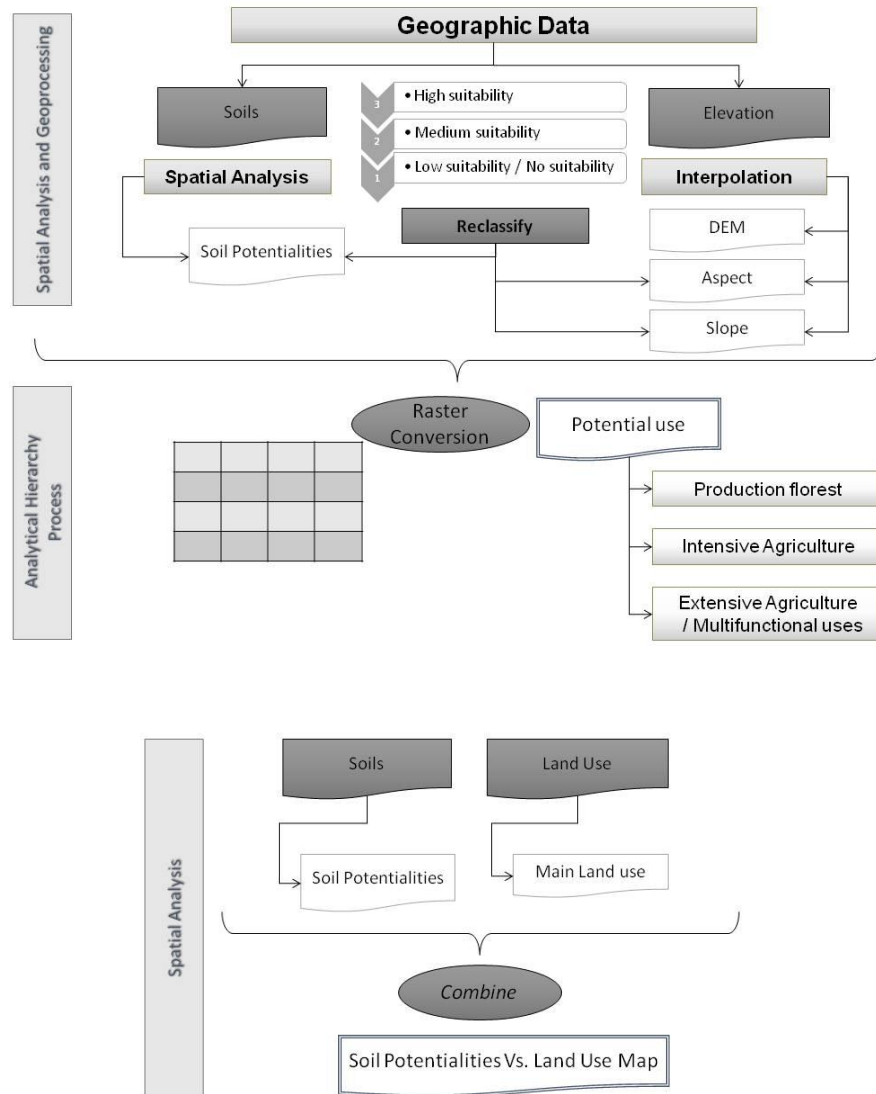 Spatial Analysis and Geoprocessing
Geographic Data
Soils
3
• High suitability
2
• Medium suitability
1
• Low suitability / No suitability
Elevation
Spatial Analysis
Interpolation
Reclassify
Soil Potentialities
DEM
Aspect
Slope
Analytical Hierarchy
Process
Raster
Conversion
Potential use
Production florest
Intensive Agriculture
Extensive Agriculture
/ Multifunctional uses
Spatial Analysis
Soils
Land Use
Soil Potentialities
Main Land use
Combine
Soil Potentialities Vs. Land Use Map